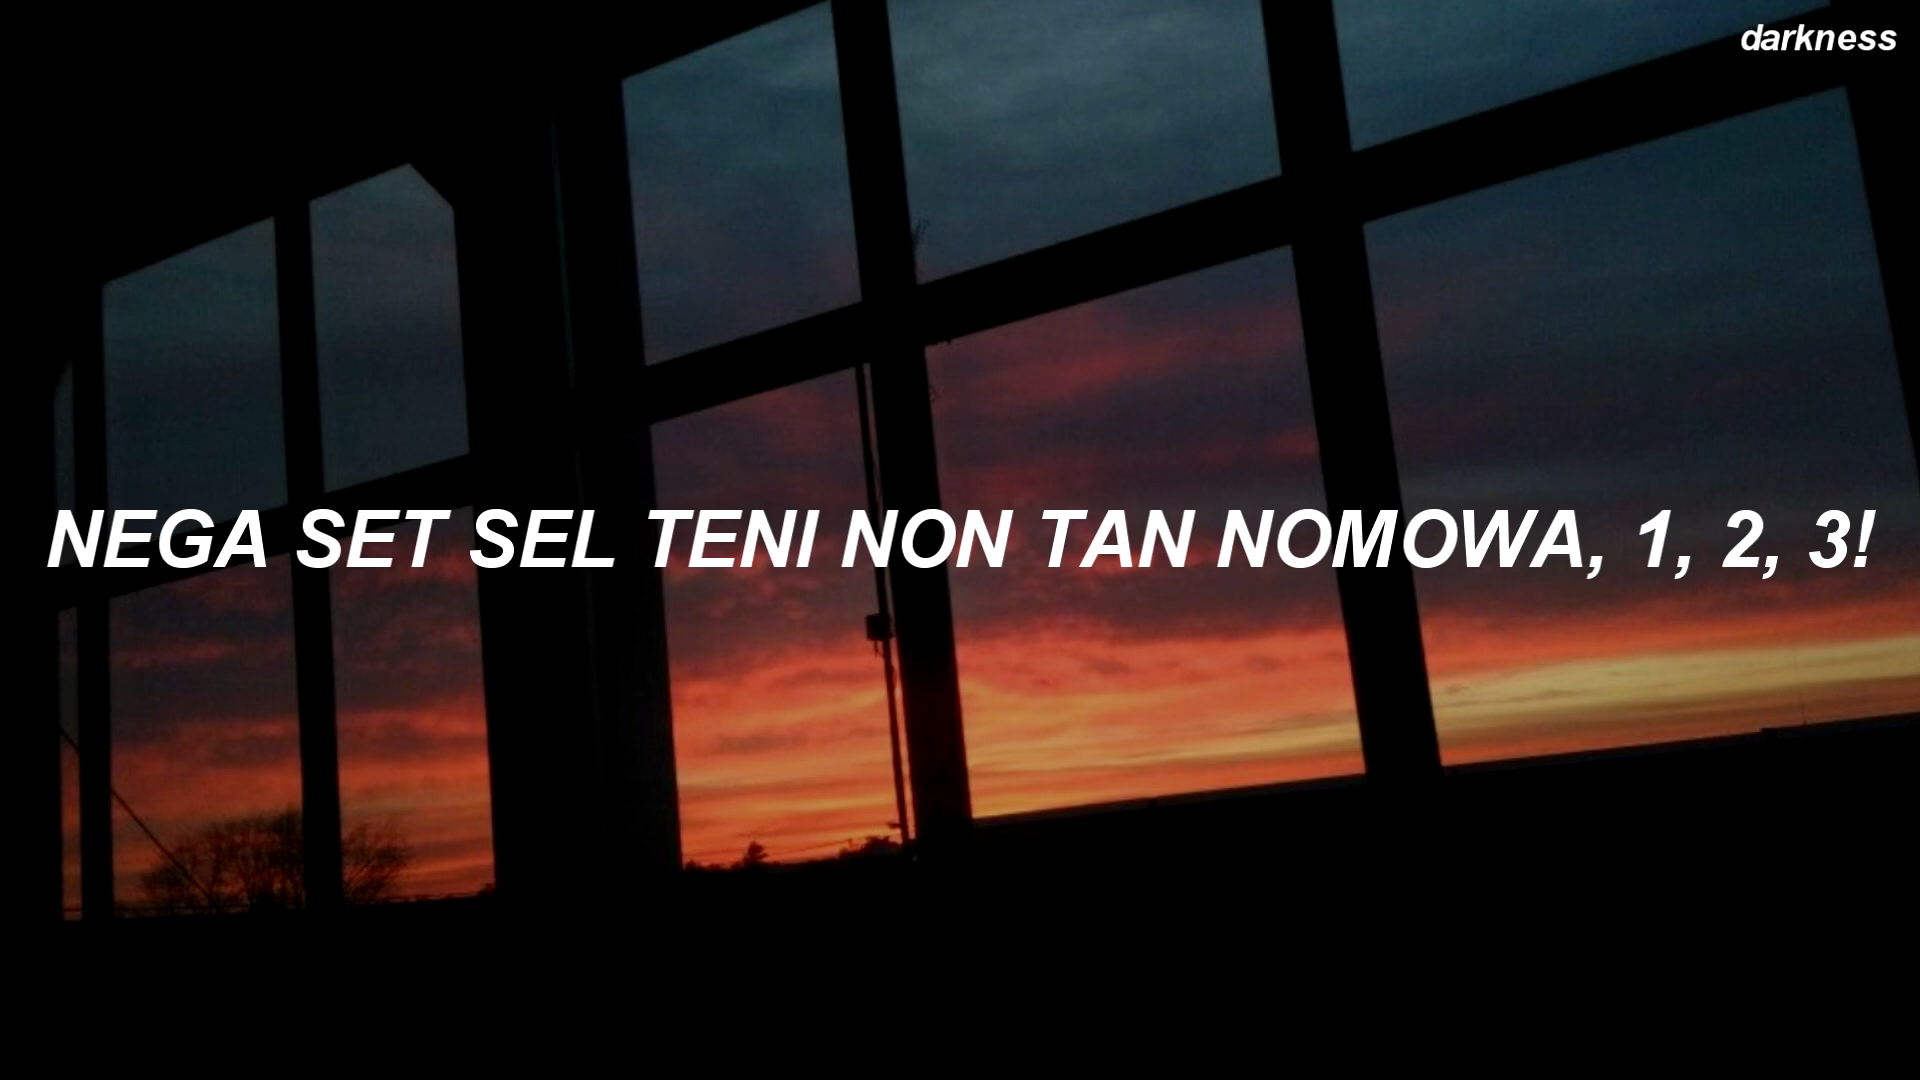 darkness
NEGA SET SEL TENI NON TAN NOMOWA, 1, 2, 3!